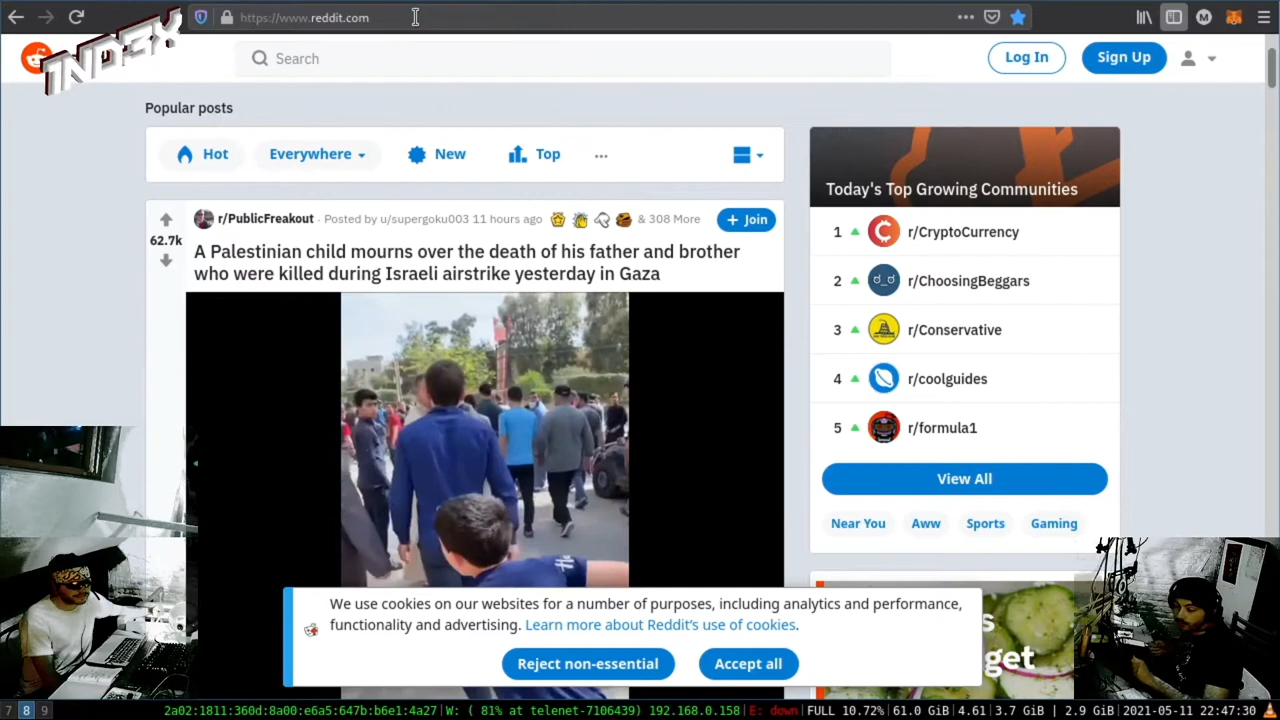 https://www.reddit.com
INDEX
Search
Log In
Sign Up
Popular posts
Hot
Everywhere
New
Top
Today's Top Growing Communities
r/PublicFreakout · Posted by u/supergoku003 11 hours ago & 308 More
+ Join
62.7k
A Palestinian child mourns over the death of his father and brother
who were killed during Israeli airstrike yesterday in Gaza
1 r/CryptoCurrency
2 r/ChoosingBeggars
3 r/Conservative
4 r/coolguides
5 r/formula1
View All
Near You Aww Sports Gaming
We use cookies on our websites for a number of purposes, including analytics and performance,
functionality and advertising. Learn more about Reddit's use of cookies.
Reject non-essential
Accept all
s
get
7 8 9 2a02:1811:360d:8a00:e6a5:647b:b6e1:4a27| W: ( 81% at telenet-7106439) 192.168.0.158| E: down| FULL 10.72%| 61.0 GiB| 4.61| 3.7 GiB | 2.9 GiB| 2021-05-11 22:47:30